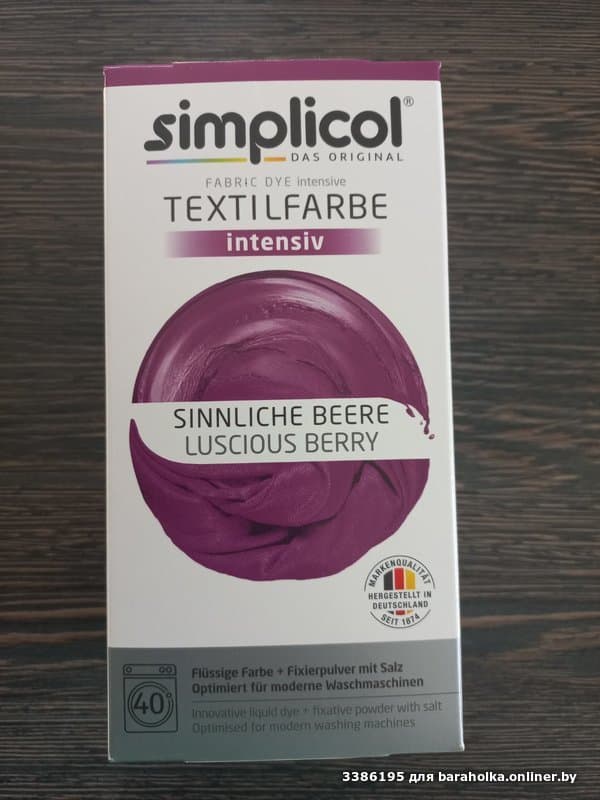 simplicol®
DAS ORIGINAL
FABRIC DYE intensive
TEXTILFARBE
intensiv
SINNLICHE BEERE
LUSCIOUS BERRY
MARKENQUALITÄT
HERGESTELLT IN
DEUTSCHLAND
SEIT 1874
40°
Flüssige Farbe + Fixierpulver mit Salz
Optimiert für moderne Waschmaschinen
Innovative liquid dye + fixative powder with salt
Optimised for modern washing machines
3386195 для baraholka.onliner.by